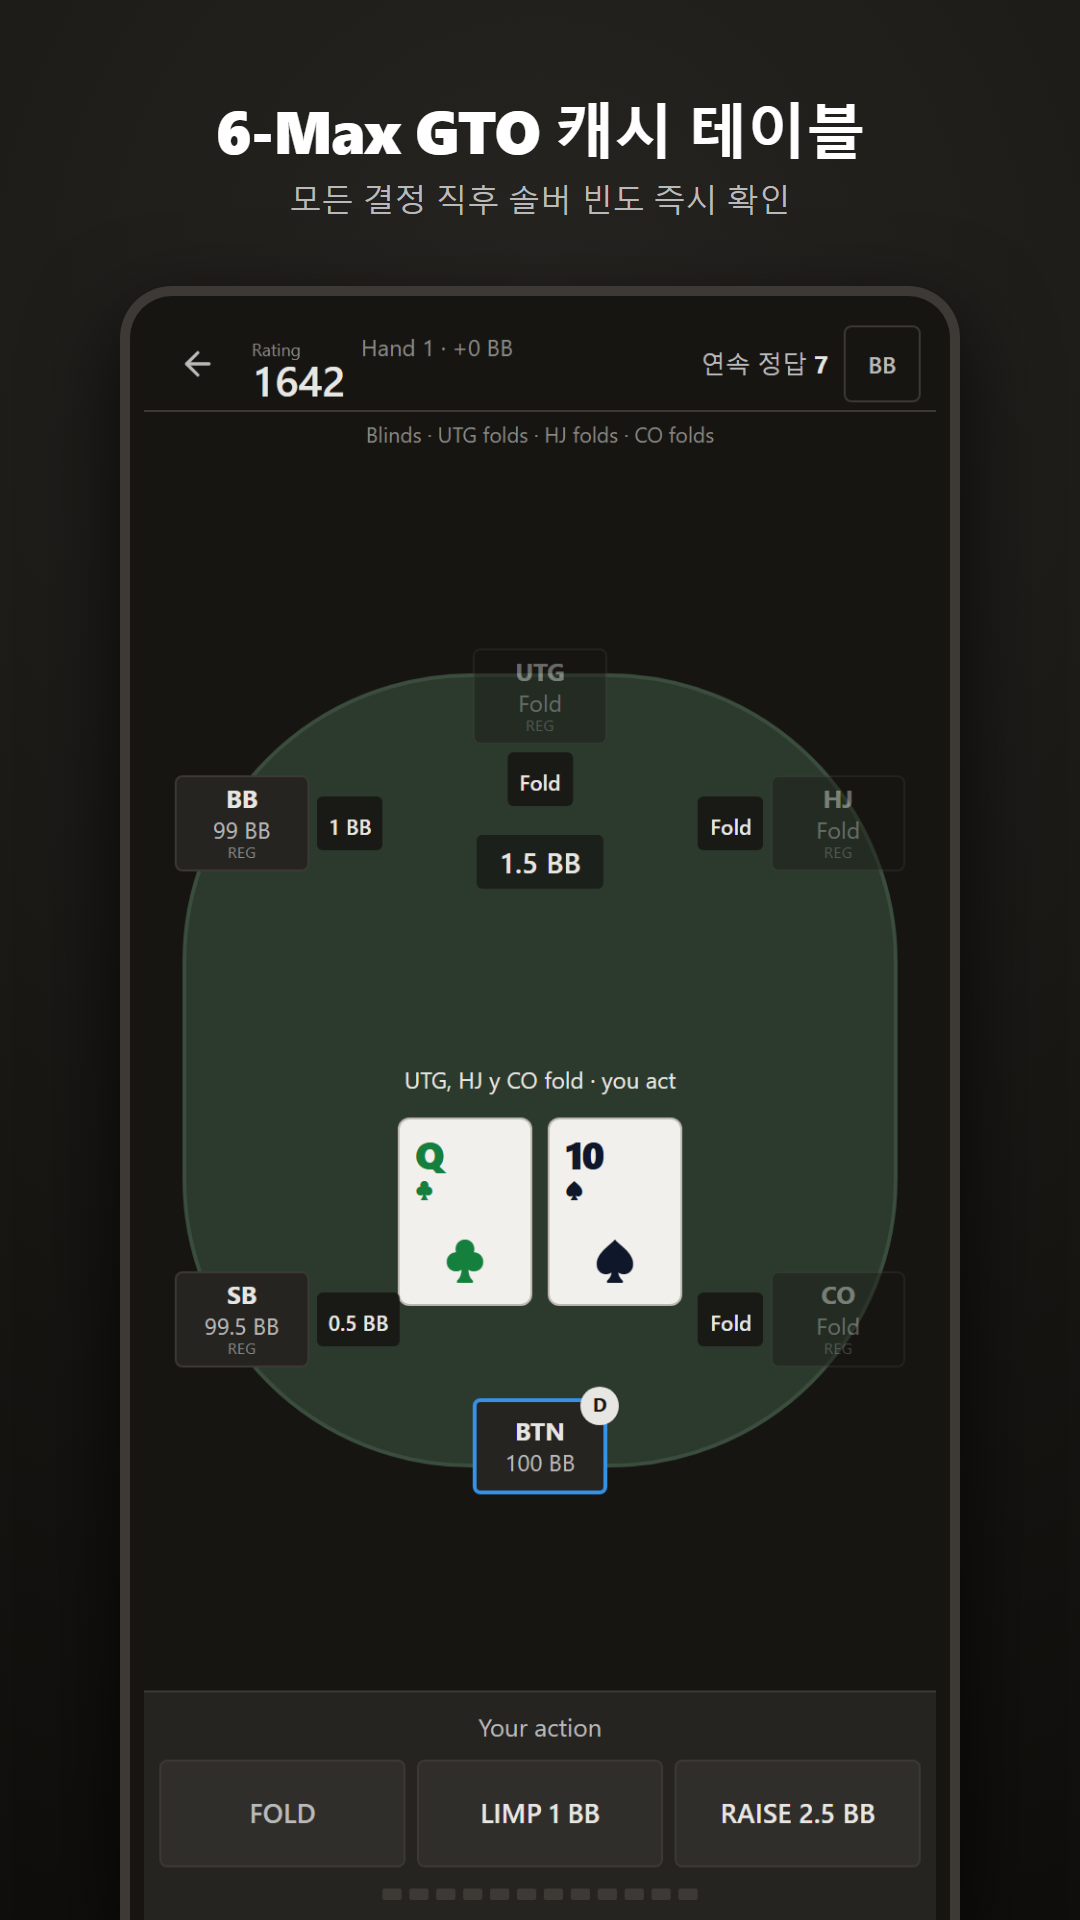 6-Max GTO 캐시 테이블
모든 결정 직후 솔버 빈도 즉시 확인
Rating
1642
Hand 1 · +0 BB
연속 정답 7
BB
Blinds · UTG folds · HJ folds · CO folds
UTG
Fold
REG
Fold
BB
99 BB
REG
1 BB
Fold
HJ
Fold
REG
1.5 BB
UTG, HJ y CO fold · you act
Q
10
SB
99.5 BB
REG
0.5 BB
Fold
CO
Fold
REG
D
BTN
100 BB
Your action
FOLD
LIMP 1 BB
RAISE 2.5 BB